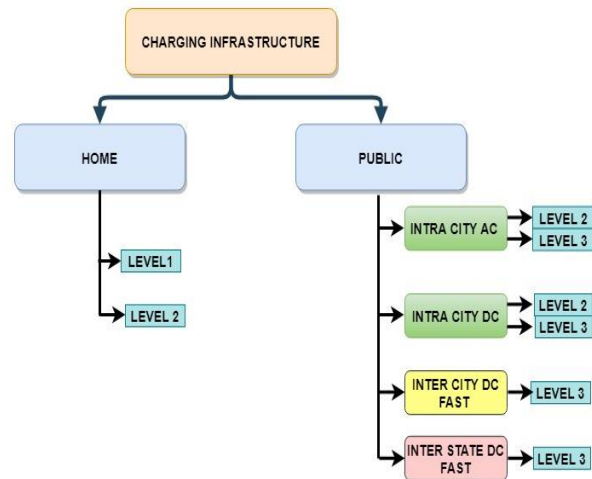 CHARGING INFRASTRUCTURE
HOME
PUBLIC
LEVEL1
LEVEL 2
INTRA CITY AC
LEVEL 2
LEVEL 3
INTRA CITY DC
LEVEL 2
LEVEL 3
INTER CITY DC
FAST
LEVEL 3
INTER STATE DC
FAST
LEVEL 3